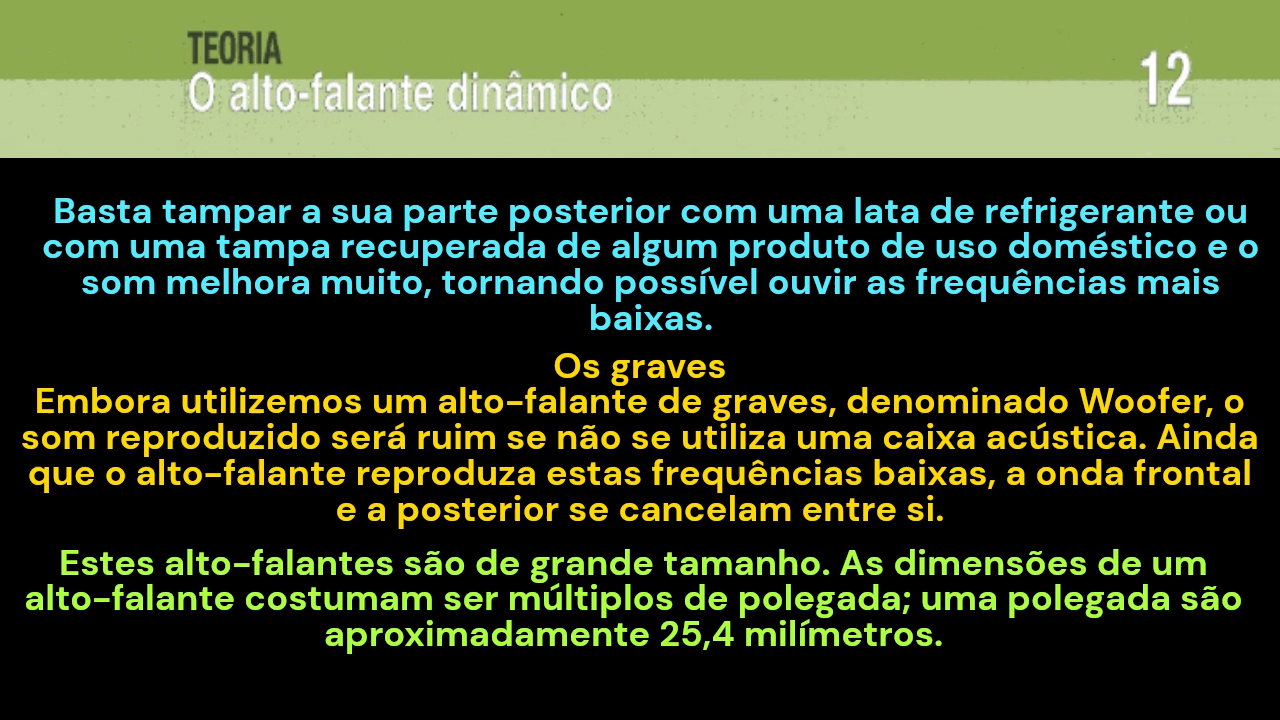 TEORIA
O alto-falante dinâmico
12
Basta tampar a sua parte posterior com uma lata de refrigerante ou
com uma tampa recuperada de algum produto de uso doméstico e o
som melhora muito, tornando possível ouvir as frequências mais
baixas.
Os graves
Embora utilizemos um alto-falante de graves, denominado Woofer, o
som reproduzido será ruim se não se utiliza uma caixa acústica. Ainda
que o alto-falante reproduza estas frequências baixas, a onda frontal
e a posterior se cancelam entre si.
Estes alto-falantes são de grande tamanho. As dimensões de um
alto-falante costumam ser múltiplos de polegada; uma polegada são
aproximadamente 25,4 milímetros.